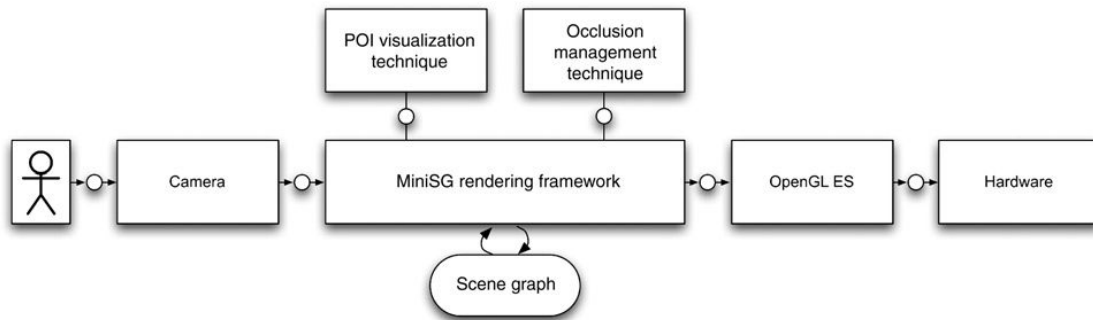 POI visualization
technique
Occlusion
management
technique
Camera
MiniSG rendering framework
OpenGL ES
Hardware
Scene graph